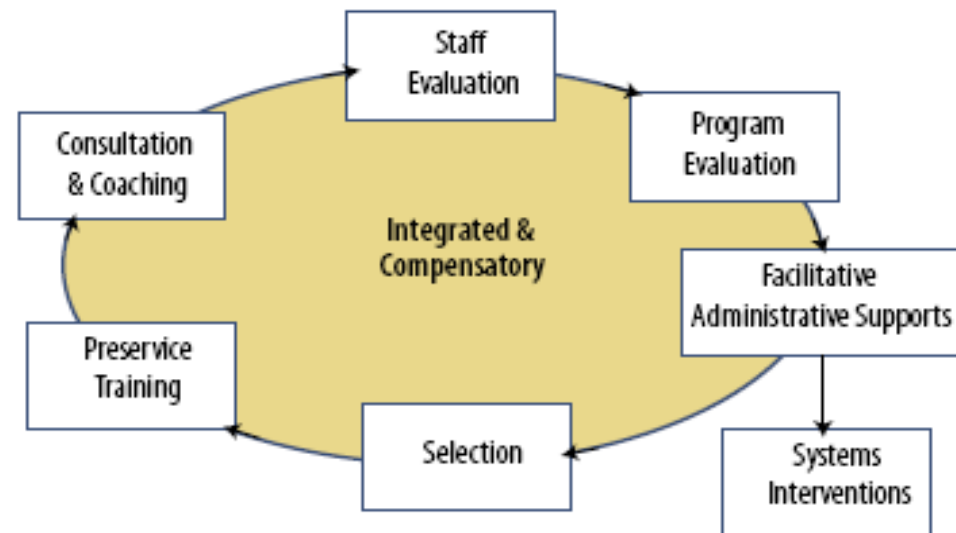 Staff
Evaluation
Program
Evaluation
Consultation
& Coaching
Integrated &
Compensatory
Facilitative
Administrative Supports
Preservice
Training
Selection
Systems
Interventions